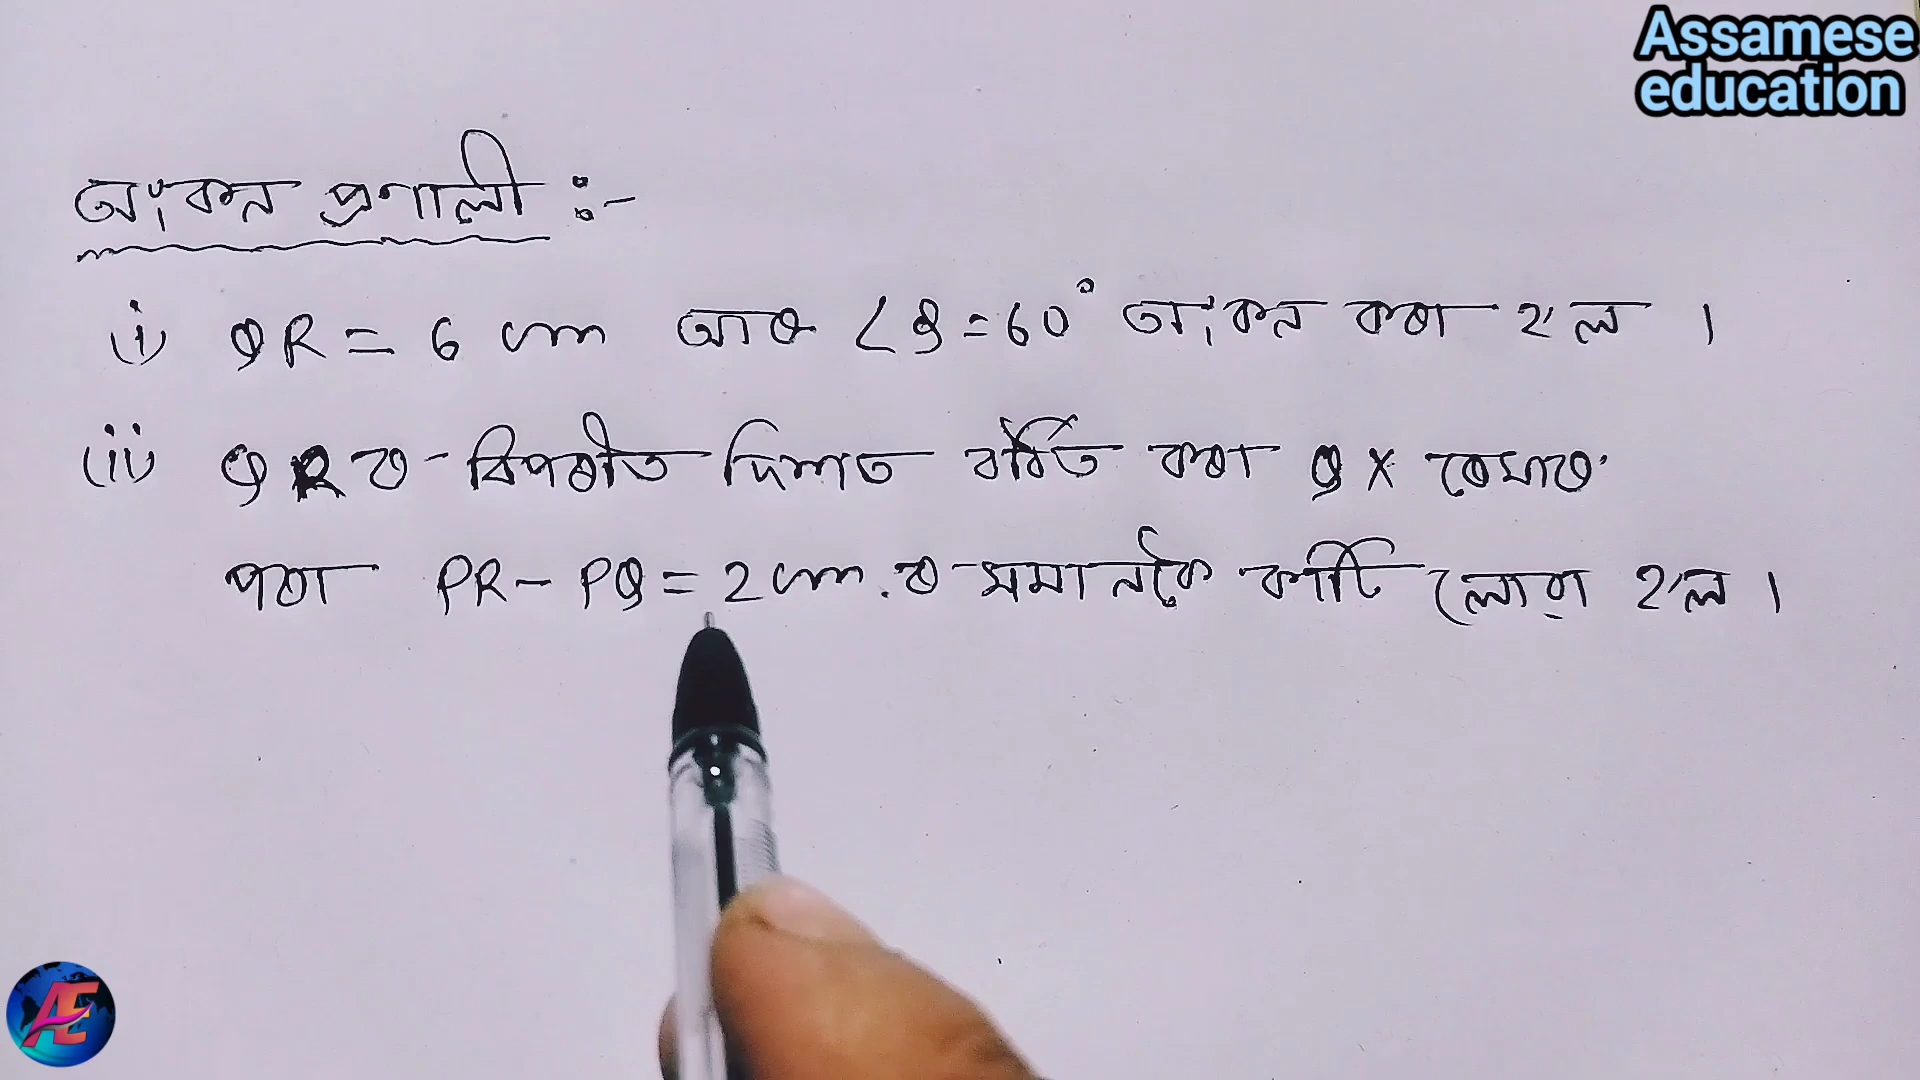 Assamese
education
অংকন প্ৰণালী :-
(i) QR = 6 cm আৰু ∠Q = 60° অংকন কৰা হ'ল ।
(ii) QR ৰ বিপৰীত দিশত বৰ্ধিত কৰা QX ৰেখাৰ
পৰা PR - PQ = 2 cm. ৰ সমানকৈ কাটি লোৱা হ'ল ।
AE